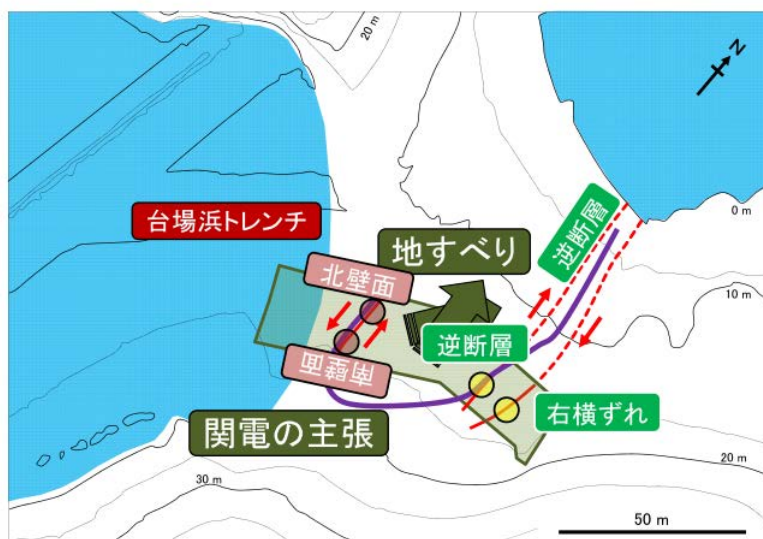 20 m
N
台場浜トレンチ
逆断層
0 m
地すべり
北壁面
10 m
逆断層
南壁面
右横ずれ
関電の主張
20 m
30 m
50 m